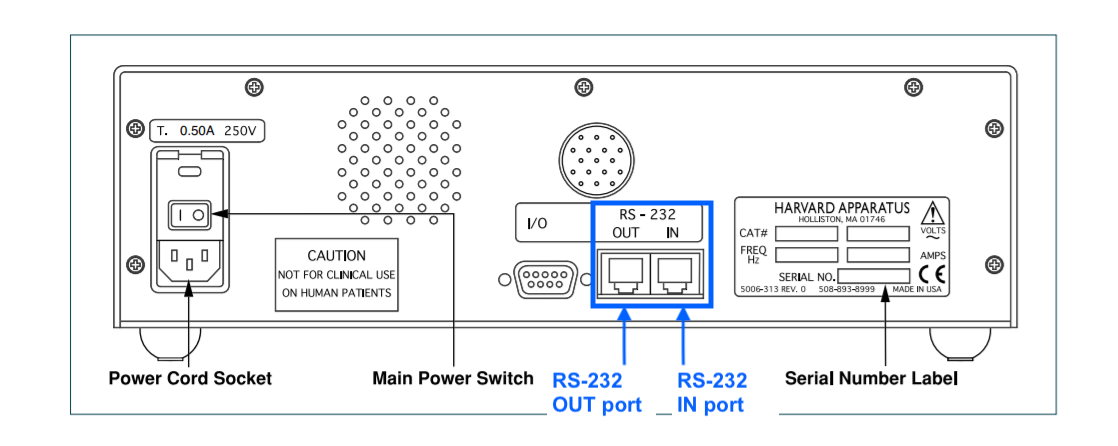 T. 0.50A 250V
I/O
RS - 232
OUT IN
HARVARD APPARATUS
HOLLISTON, MA 01746
CAT#
VOLTS
FREQ
Hz
AMPS
SERIAL NO.
CE
5006-313 REV. 0 508-893-8999 MADE IN USA
CAUTION
NOT FOR CLINICAL USE
ON HUMAN PATIENTS
Power Cord Socket
Main Power Switch
RS-232
OUT port
RS-232
IN port
Serial Number Label